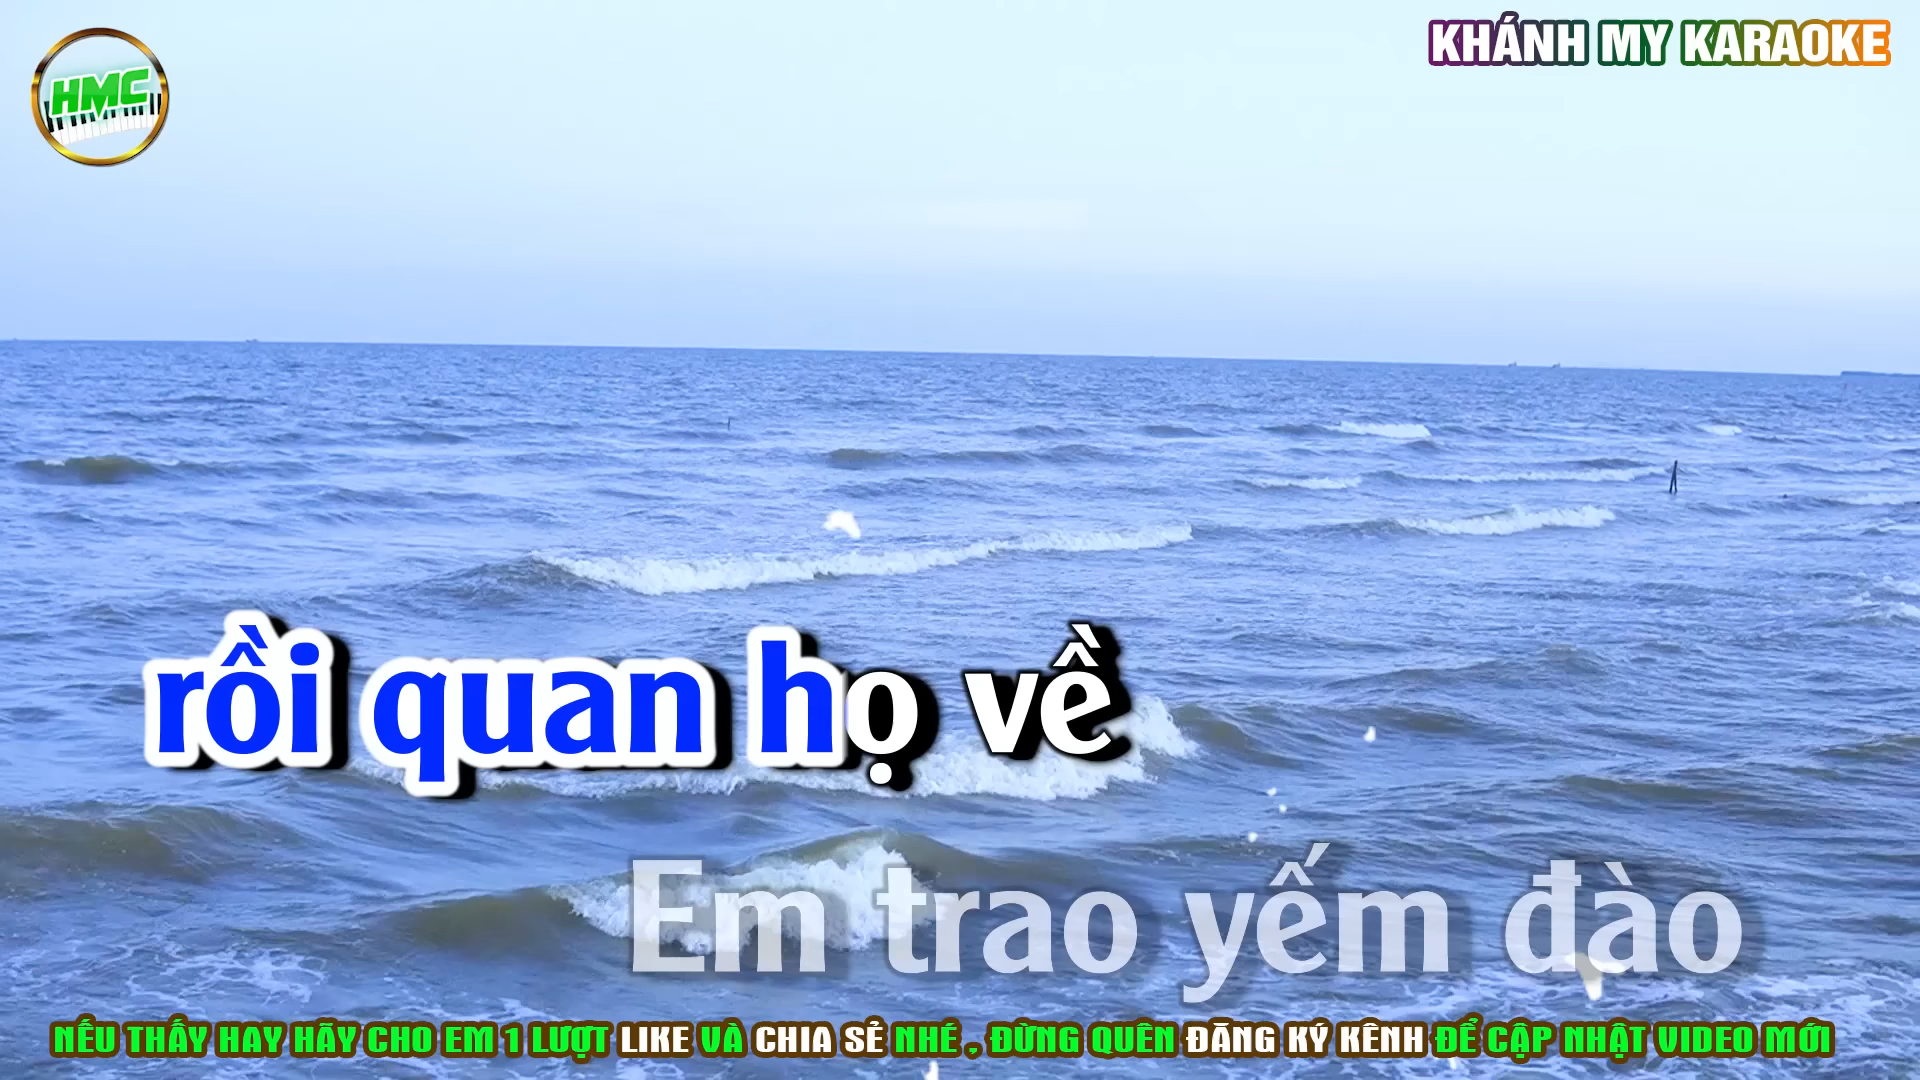 HMC
KHÁNH MY KARAOKE
rồi quan họ về
Em trao yếm đào
NẾU THẤY HAY HÃY CHO EM 1 LƯỢT LIKE VÀ CHIA SẺ NHÉ , ĐỪNG QUÊN ĐĂNG KÝ KÊNH ĐỂ CẬP NHẬT VIDEO MỚI